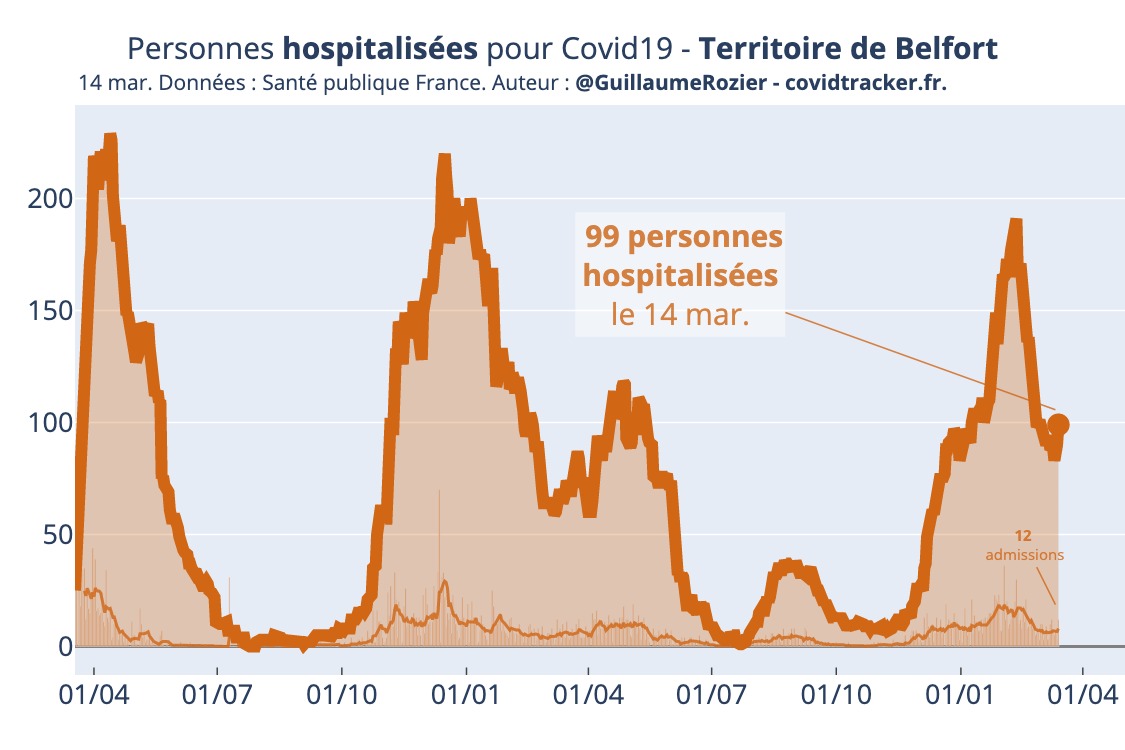 Personnes hospitalisées pour Covid19 - Territoire de Belfort
14 mar. Données : Santé publique France. Auteur : @GuillaumeRozier - covidtracker.fr.
200
150
100
50
0
99 personnes
hospitalisées
le 14 mar.
12
admissions
01/04
01/07
01/10
01/01
01/04
01/07
01/10
01/01
01/04